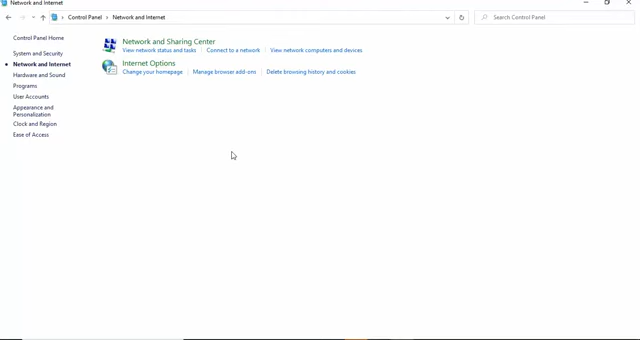 Network and Internet
Control Panel › Network and Internet
Search Control Panel
Control Panel Home
System and Security
Network and Internet
Hardware and Sound
Programs
User Accounts
Appearance and
Personalization
Clock and Region
Ease of Access
Network and Sharing Center
View network status and tasks | Connect to a network | View network computers and devices
Internet Options
Change your homepage | Manage browser add-ons | Delete browsing history and cookies